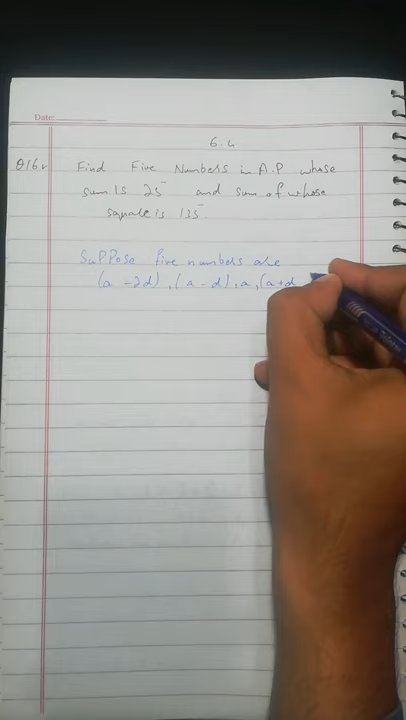 Date:
6.4
Q16v Find Five Numbers in A.P whose
sum is 25 and sum of whose
square is 135
Suppose five numbers are
(a - 2d), (a - d), a, (a+d